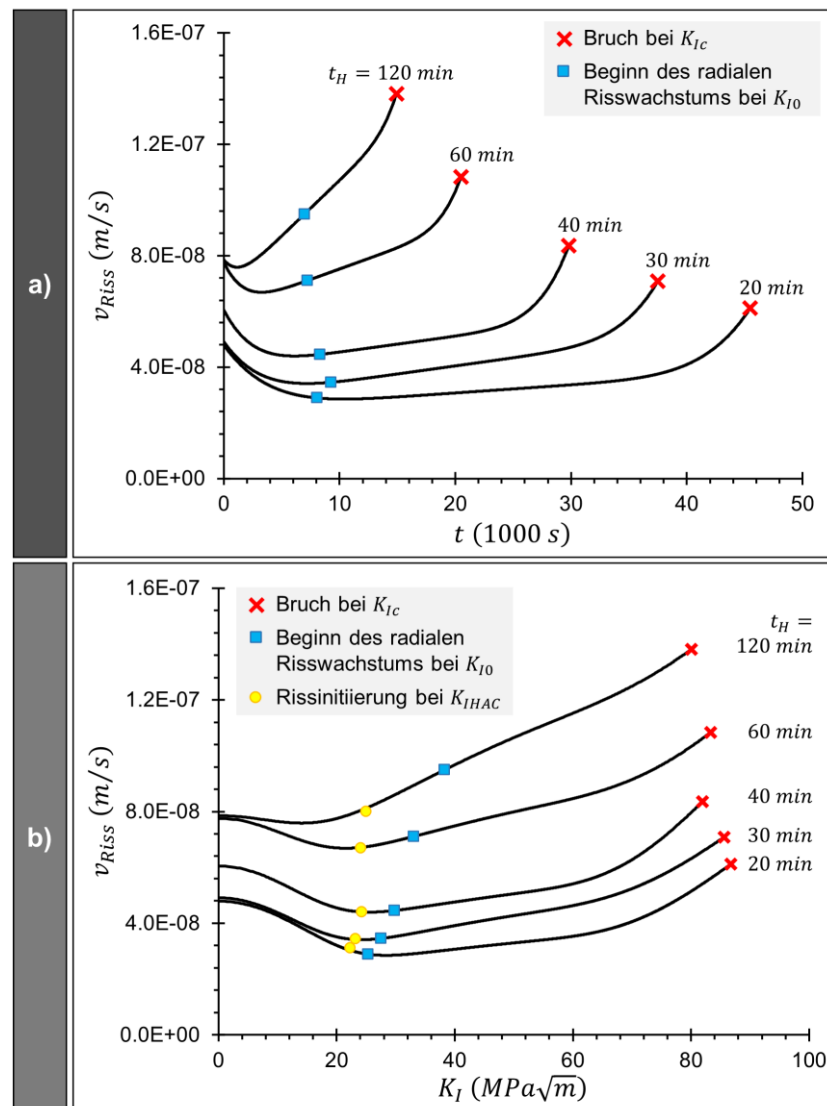 a)
1.6E-07
1.2E-07
8.0E-08
4.0E-08
0.0E+00
v_Riss (m/s)
t_H = 120 min
60 min
40 min
30 min
20 min
Bruch bei K_Ic
Beginn des radialen
Risswachstums bei K_I0
0 10 20 30 40 50
t (1000 s)
b)
1.6E-07
1.2E-07
8.0E-08
4.0E-08
0.0E+00
v_Riss (m/s)
Bruch bei K_Ic
Beginn des radialen
Risswachstums bei K_I0
Rissinitiierung bei K_IHAC
t_H =
120 min
60 min
40 min
30 min
20 min
0 20 40 60 80 100
K_I (MPa√m)